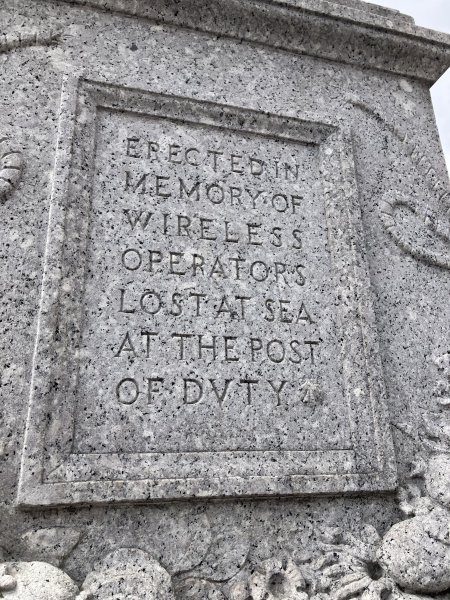 ERECTED IN
MEMORY OF
WIRELESS
OPERATORS
LOST AT SEA
AT THE POST
OF DVTY